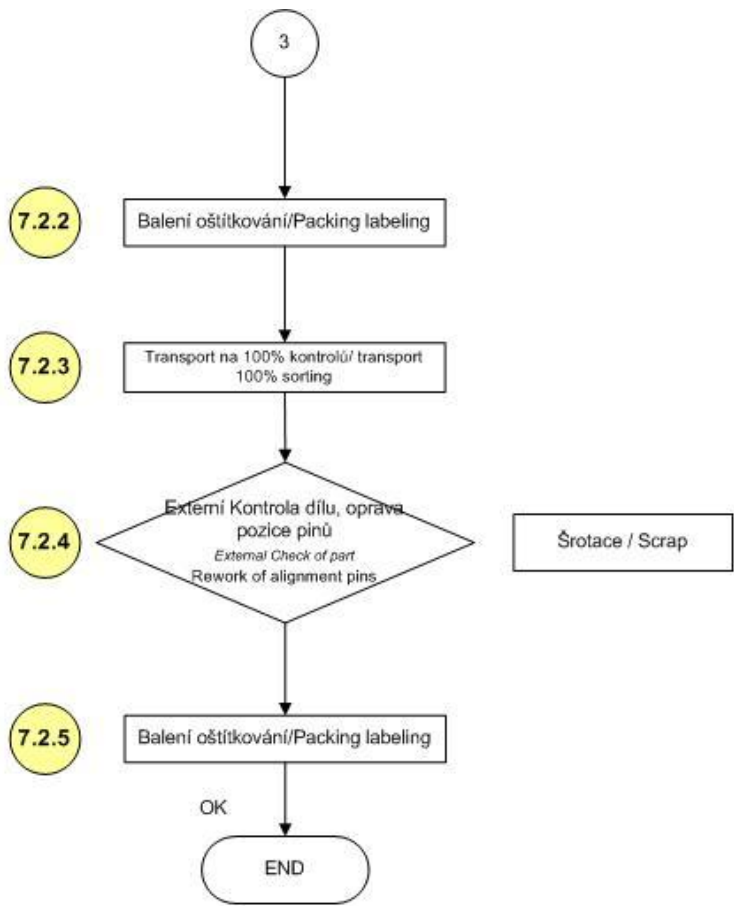 3
7.2.2
Balení oštítkování/Packing labeling
7.2.3
Transport na 100% kontrolů/ transport
100% sorting
7.2.4
Externí Kontrola dílu, oprava
pozice pinů
External Check of part
Rework of alignment pins
Šrotace / Scrap
7.2.5
Balení oštítkování/Packing labeling
OK
END